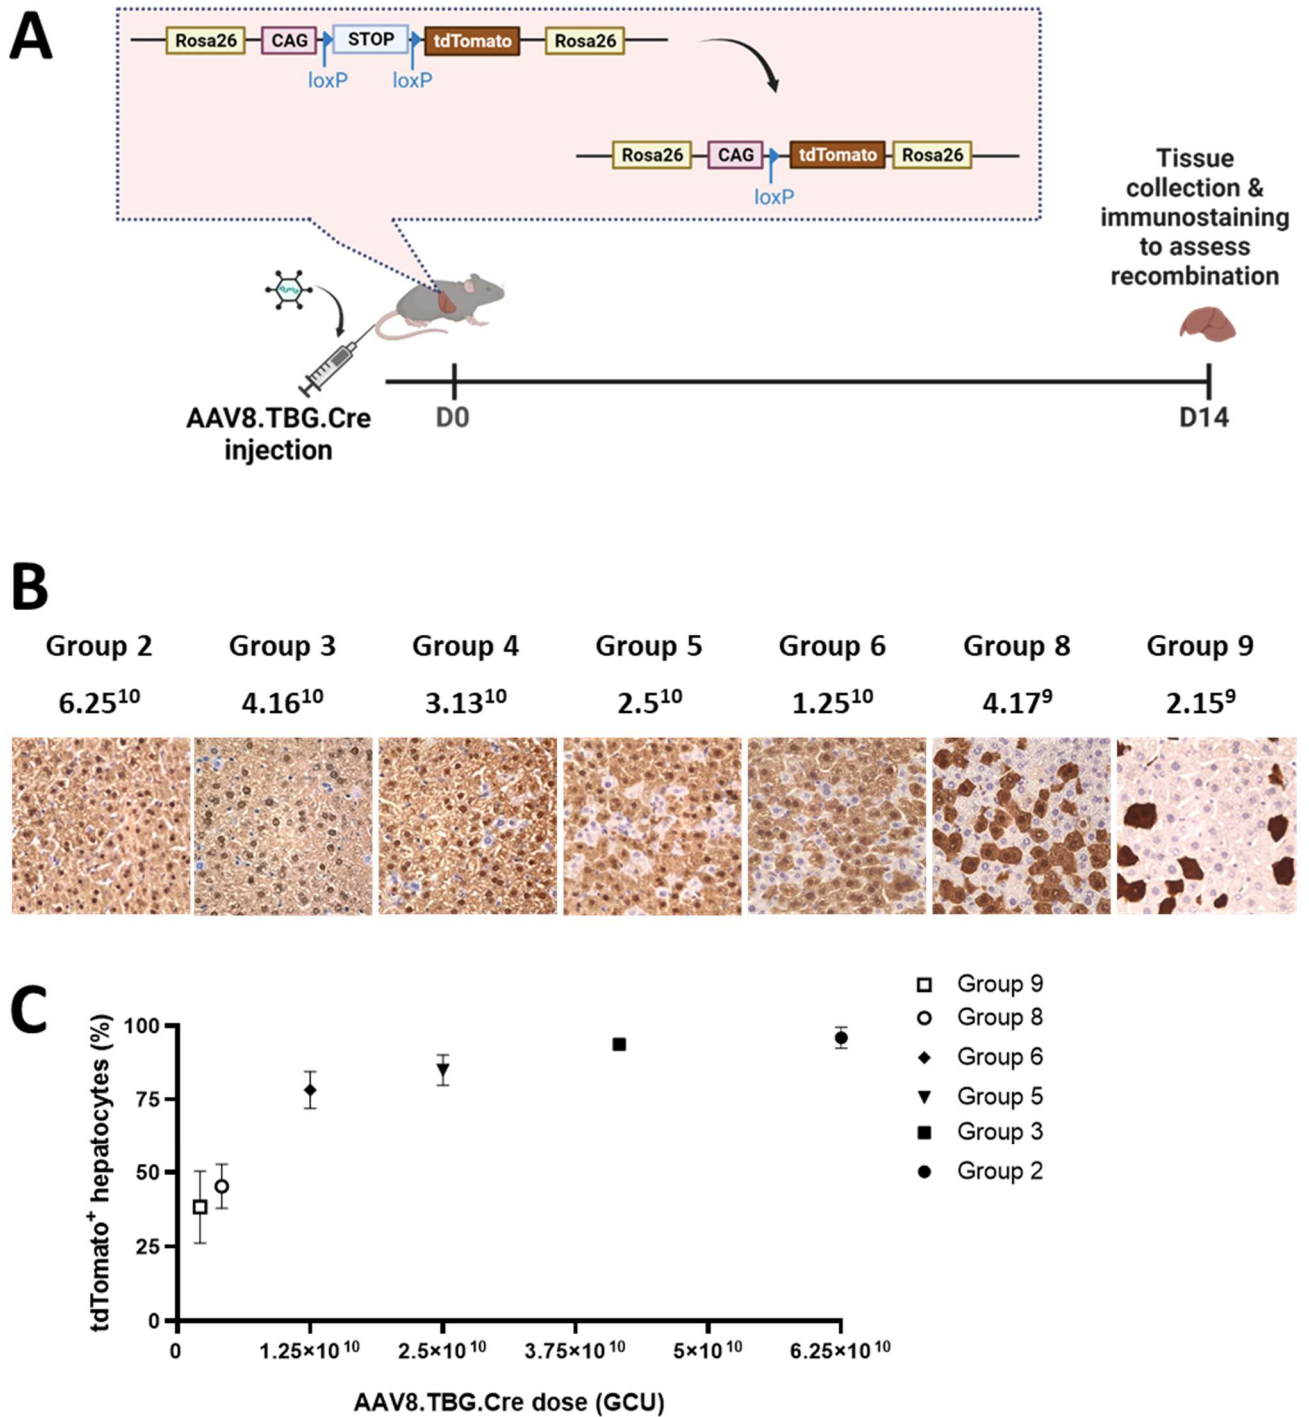 A
Rosa26 CAG STOP tdTomato Rosa26
loxP loxP
Rosa26 CAG tdTomato Rosa26
loxP
Tissue
collection &
immunostaining
to assess
recombination
AAV8.TBG.Cre
injection
D0
D14
B
Group 2 Group 3 Group 4 Group 5 Group 6 Group 8 Group 9
6.25¹⁰ 4.16¹⁰ 3.13¹⁰ 2.5¹⁰ 1.25¹⁰ 4.17⁹ 2.15⁹
C
tdTomato⁺ hepatocytes (%)
100
75
50
25
0
0 1.25×10¹⁰ 2.5×10¹⁰ 3.75×10¹⁰ 5×10¹⁰ 6.25×10¹⁰
AAV8.TBG.Cre dose (GCU)
Group 9
Group 8
Group 6
Group 5
Group 3
Group 2